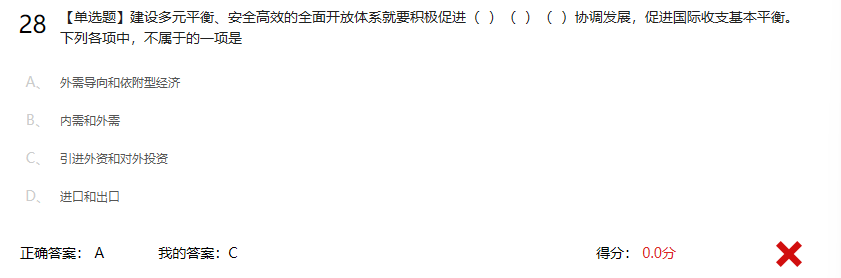 28 【单选题】建设多元平衡、安全高效的全面开放体系就要积极促进（ ）（ ）（ ）协调发展，促进国际收支基本平衡。
下列各项中，不属于的一项是
A、 外需导向和依附型经济
B、 内需和外需
C、 引进外资和对外投资
D、 进口和出口
正确答案： A 我的答案：C 得分： 0.0分